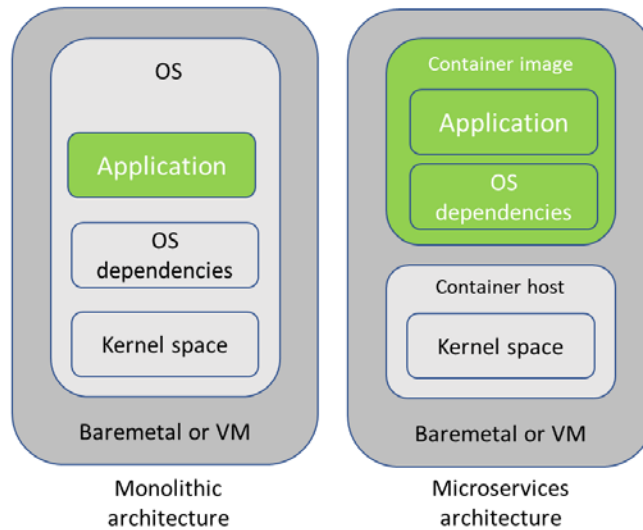 OS
Application
OS
dependencies
Kernel space
Baremetal or VM
Monolithic
architecture
Container image
Application
OS
dependencies
Container host
Kernel space
Baremetal or VM
Microservices
architecture